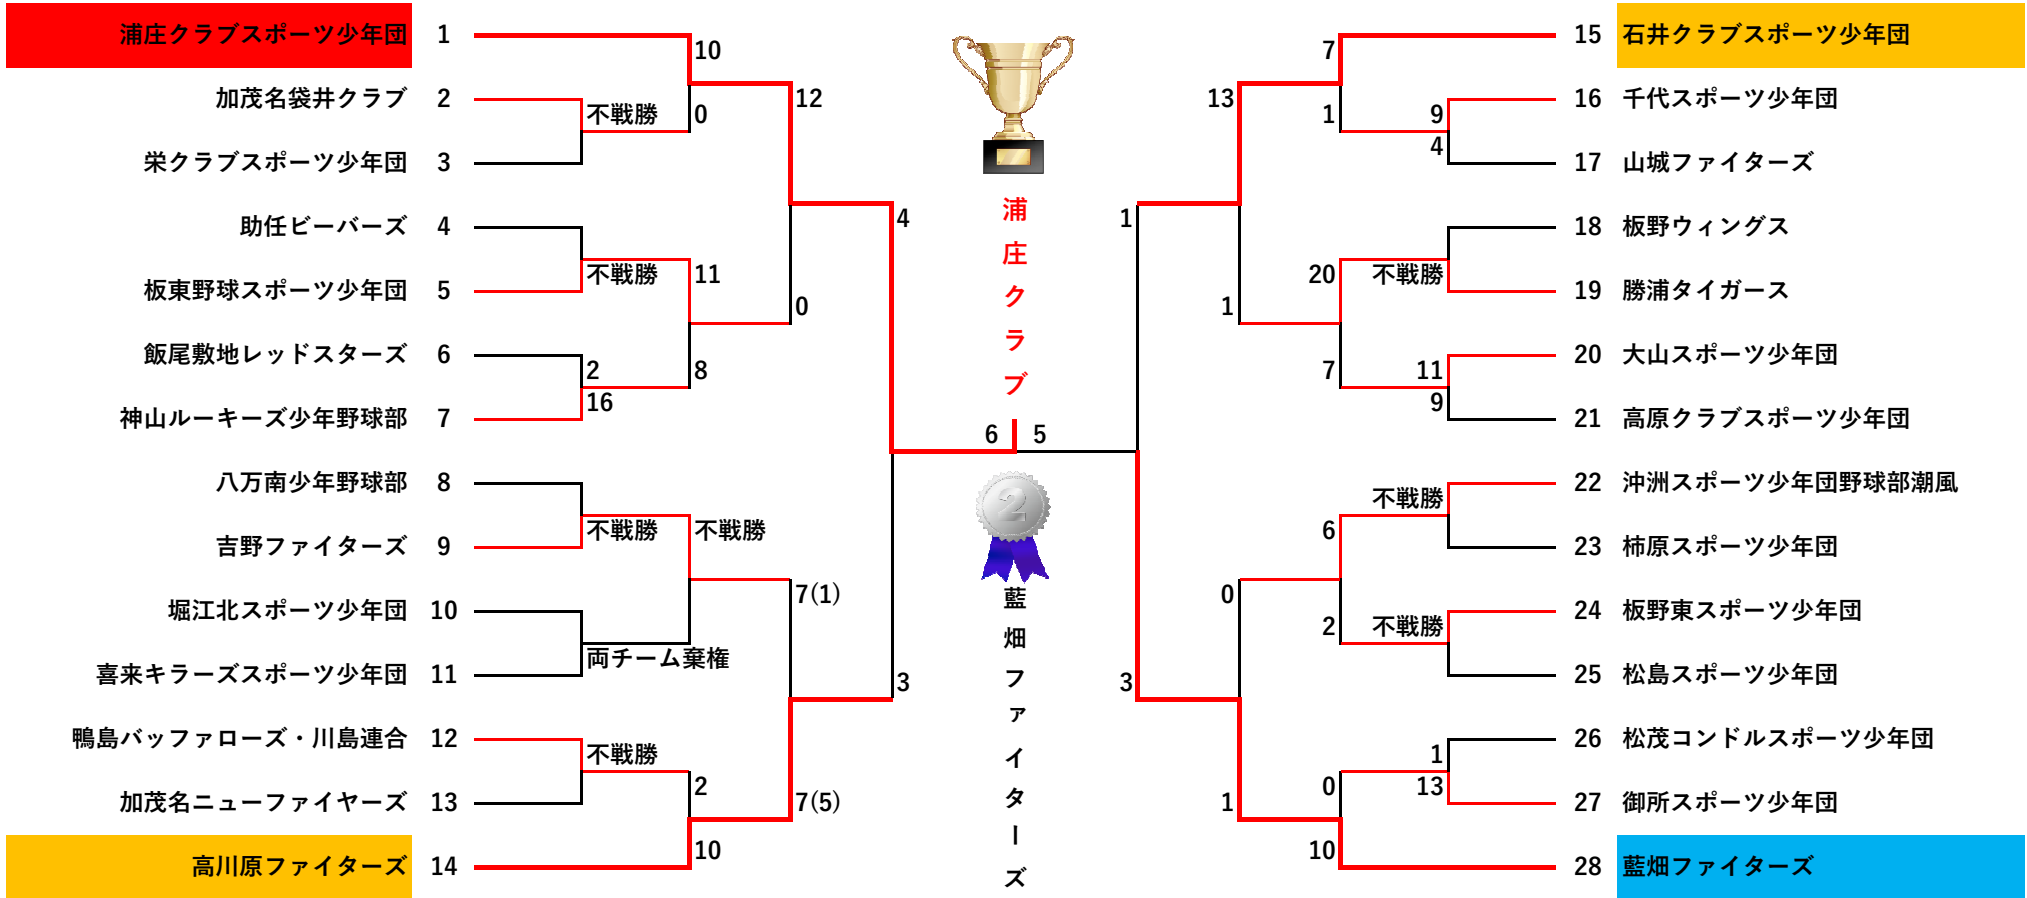 浦庄クラブスポーツ少年団 1
加茂名袋井クラブ 2
栄クラブスポーツ少年団 3
助任ビーバーズ 4
板東野球スポーツ少年団 5
飯尾敷地レッドスターズ 6
神山ルーキーズ少年野球部 7
八万南少年野球部 8
吉野ファイターズ 9
堀江北スポーツ少年団 10
喜来キラーズスポーツ少年団 11
鴨島バッファローズ・川島連合 12
加茂名ニューファイヤーズ 13
高川原ファイターズ 14
不戦勝
不戦勝
2
16
不戦勝
両チーム棄権
不戦勝
10
0
11
8
不戦勝
2
10
12
0
7(1)
7(5)
4
3
浦庄クラブ
6 5
2
藍畑ファイターズ
1
3
13
1
0
1
7
1
20
7
6
2
0
10
9
4
不戦勝
11
9
不戦勝
不戦勝
1
13
15 石井クラブスポーツ少年団
16 千代スポーツ少年団
17 山城ファイターズ
18 板野ウィングス
19 勝浦タイガース
20 大山スポーツ少年団
21 高原クラブスポーツ少年団
22 沖洲スポーツ少年団野球部潮風
23 柿原スポーツ少年団
24 板野東スポーツ少年団
25 松島スポーツ少年団
26 松茂コンドルスポーツ少年団
27 御所スポーツ少年団
28 藍畑ファイターズ